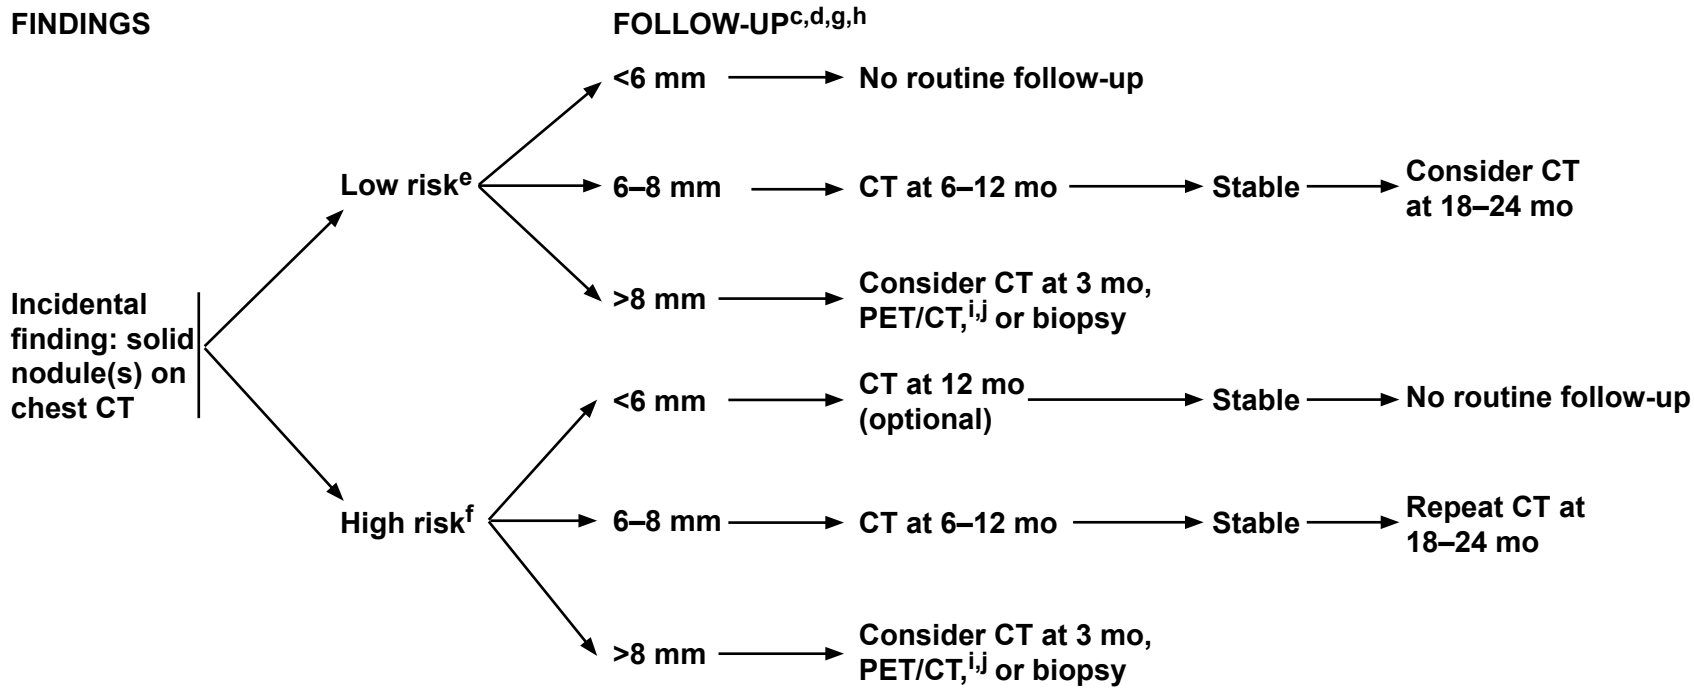 FINDINGS
FOLLOW-UPc,d,g,h
<6 mm
No routine follow-up
Low riske
6–8 mm
CT at 6–12 mo
Stable
Consider CT
at 18–24 mo
>8 mm
Consider CT at 3 mo,
PET/CT,i,j or biopsy
Incidental
finding: solid
nodule(s) on
chest CT
<6 mm
CT at 12 mo
(optional)
Stable
No routine follow-up
High riskf
6–8 mm
CT at 6–12 mo
Stable
Repeat CT at
18–24 mo
>8 mm
Consider CT at 3 mo,
PET/CT,i,j or biopsy